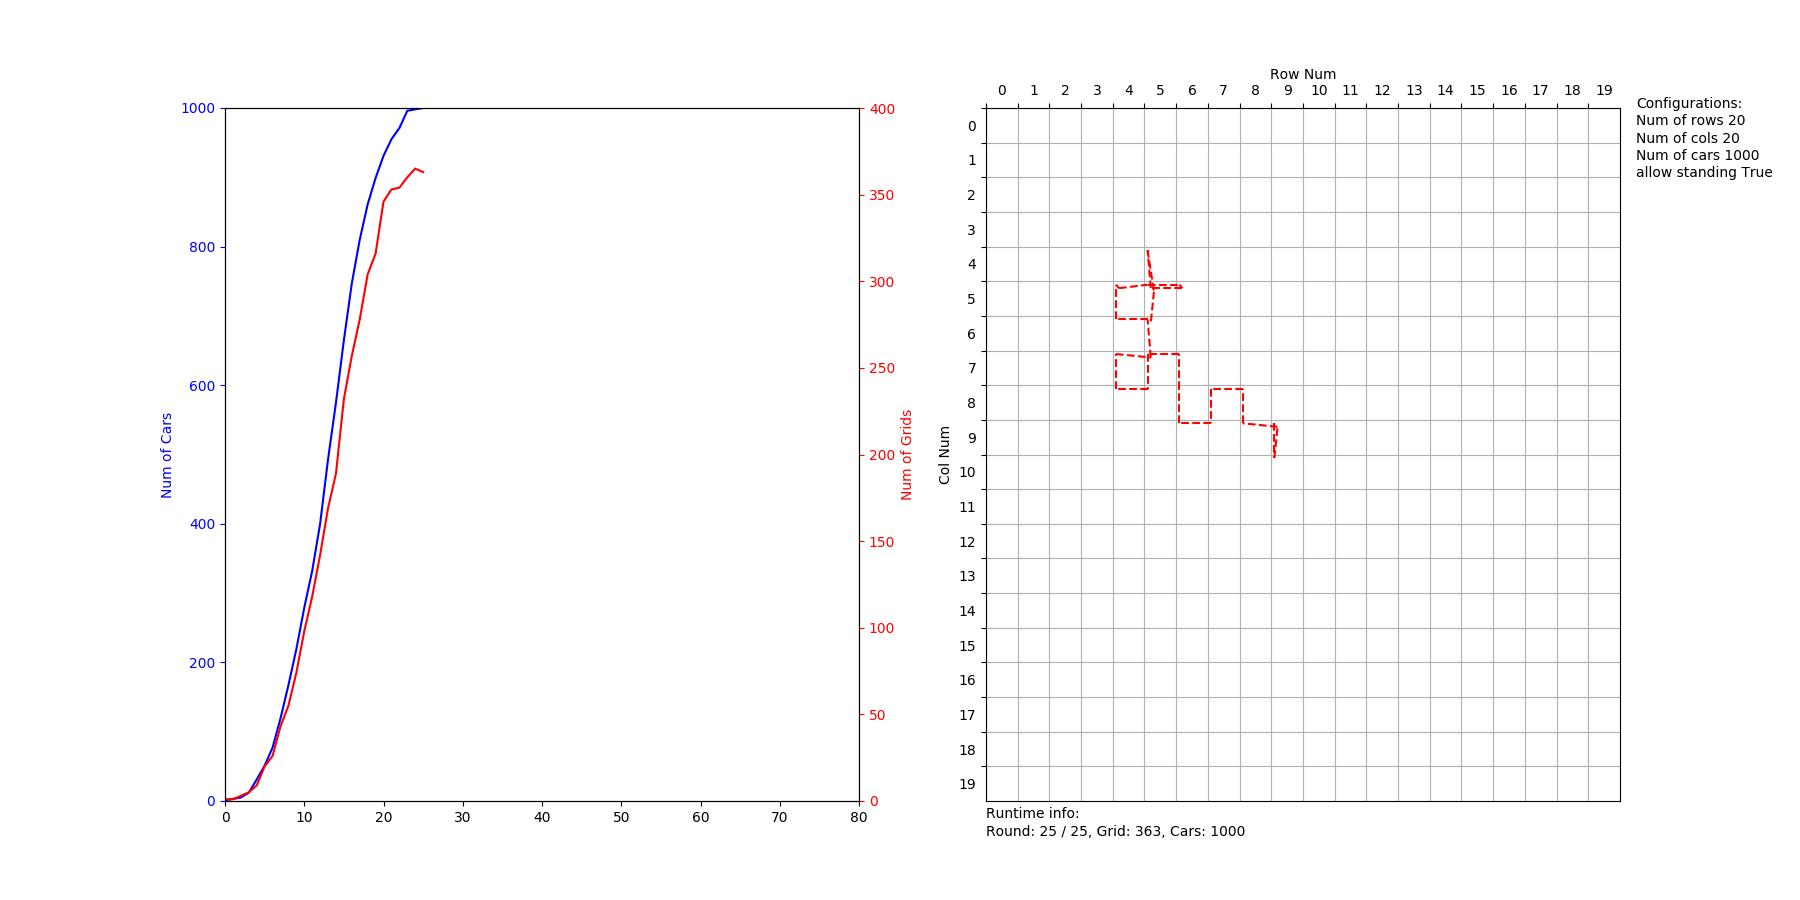 Row Num
0 1 2 3 4 5 6 7 8 9 10 11 12 13 14 15 16 17 18 19
Configurations:
Num of rows 20
Num of cols 20
Num of cars 1000
allow standing True
1000
800
600
400
200
0
Num of Cars
0 10 20 30 40 50 60 70 80
400
350
300
250
200
150
100
50
0
Num of Grids
Col Num
0
1
2
3
4
5
6
7
8
9
10
11
12
13
14
15
16
17
18
19
Runtime info:
Round: 25 / 25, Grid: 363, Cars: 1000